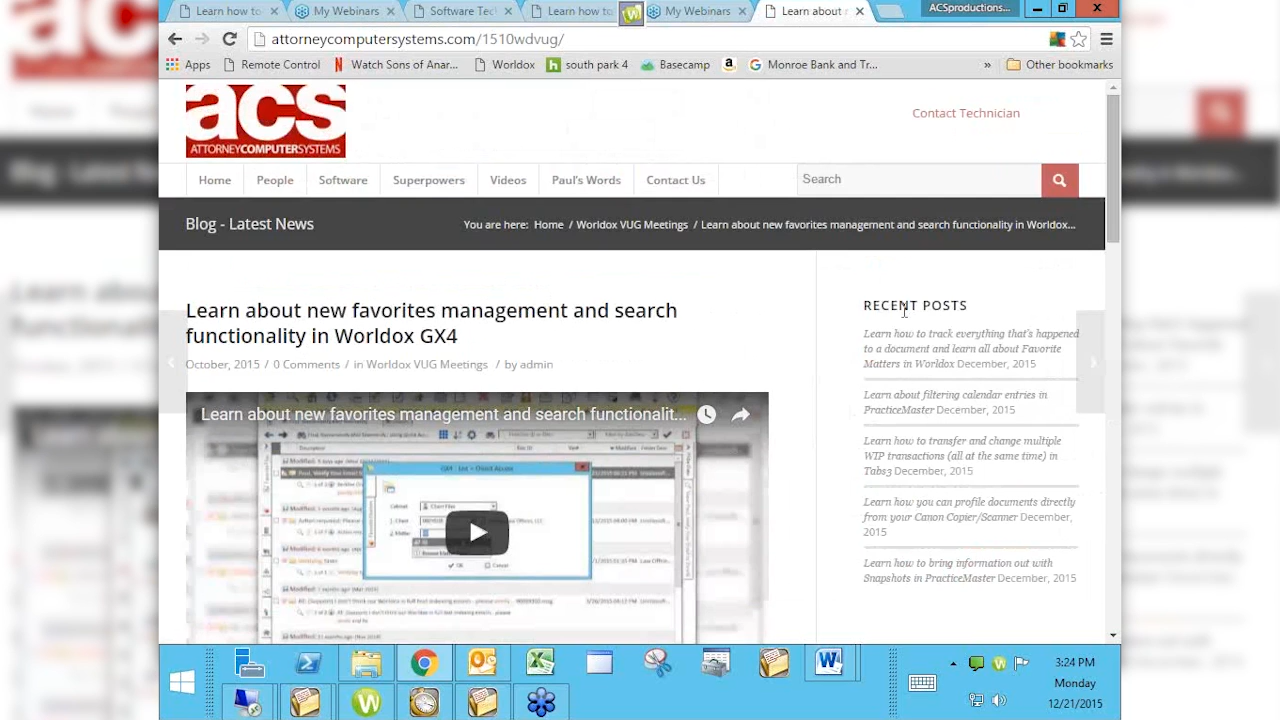 Learn how to
My Webinars
Software Tec
Learn how to
My Webinars
Learn about
ACSproductions...
attorneycomputersystems.com/1510wdvug/
Apps
Remote Control
Watch Sons of Anar...
Worldox
south park 4
Basecamp
Monroe Bank and Tr...
»
Other bookmarks
acs
ATTORNEYCOMPUTERSYSTEMS
Contact Technician
Home
People
Software
Superpowers
Videos
Paul's Words
Contact Us
Search
Blog - Latest News
You are here: Home / Worldox VUG Meetings / Learn about new favorites management and search functionality in Worldox...
Learn about new favorites management and search
functionality in Worldox GX4
October, 2015 / 0 Comments / in Worldox VUG Meetings / by admin
Learn about new favorites management and search functionalit...
RECENT POSTS
Learn how to track everything that's happened
to a document and learn all about Favorite
Matters in Worldox December, 2015
Learn about filtering calendar entries in
PracticeMaster December, 2015
Learn how to transfer and change multiple
WIP transactions (all at the same time) in
Tabs3 December, 2015
Learn how you can profile documents directly
from your Canon Copier/Scanner December,
2015
Learn how to bring information out with
Snapshots in PracticeMaster December, 2015
3:24 PM
Monday
12/21/2015